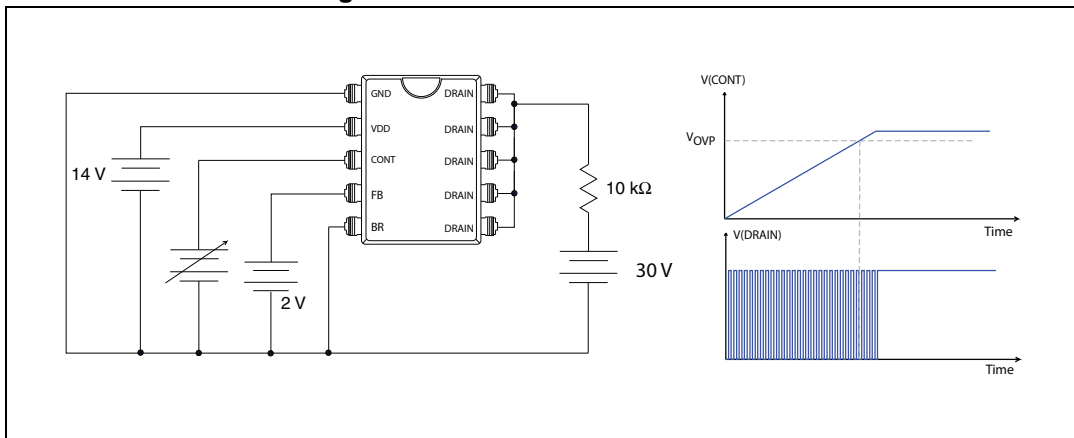 GND DRAIN
VDD DRAIN
CONT DRAIN
FB DRAIN
BR DRAIN
14 V
2 V
10 kΩ
30 V
V(CONT)
VOVP
Time
V(DRAIN)
Time